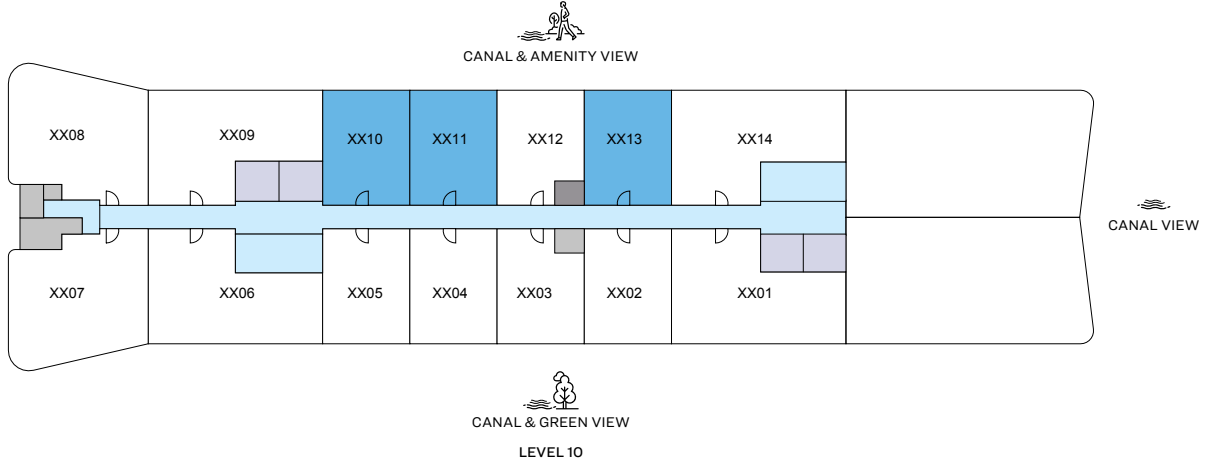 CANAL & AMENITY VIEW
XX08
XX09
XX10
XX11
XX12
XX13
XX14
CANAL VIEW
XX07
XX06
XX05
XX04
XX03
XX02
XX01
CANAL & GREEN VIEW
LEVEL 10